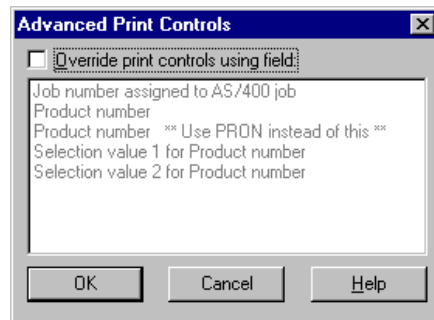 Advanced Print Controls
Override print controls using field:
Job number assigned to AS/400 job
Product number
Product number ** Use PRON instead of this **
Selection value 1 for Product number
Selection value 2 for Product number
OK Cancel Help